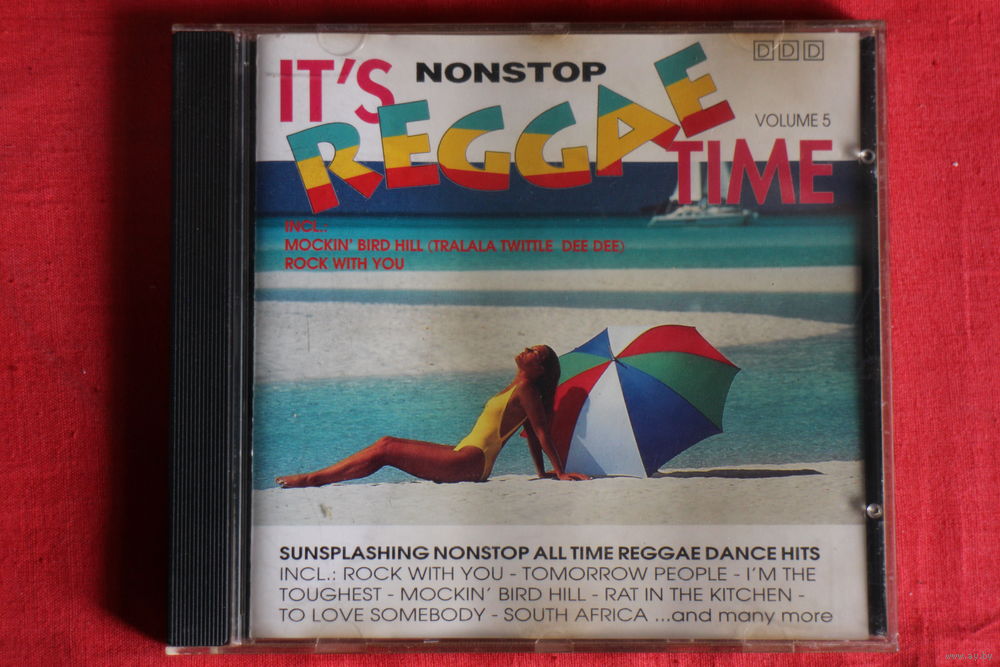 IT'S NONSTOP
REGGAE
DDD
VOLUME 5
TIME
INCL.:
MOCKIN' BIRD HILL (TRALALA TWITTLE DEE DEE)
ROCK WITH YOU
SUNSPLASHING NONSTOP ALL TIME REGGAE DANCE HITS
INCL.: ROCK WITH YOU - TOMORROW PEOPLE - I'M THE
TOUGHEST - MOCKIN' BIRD HILL - RAT IN THE KITCHEN -
TO LOVE SOMEBODY - SOUTH AFRICA ...and many more
www.ay.by